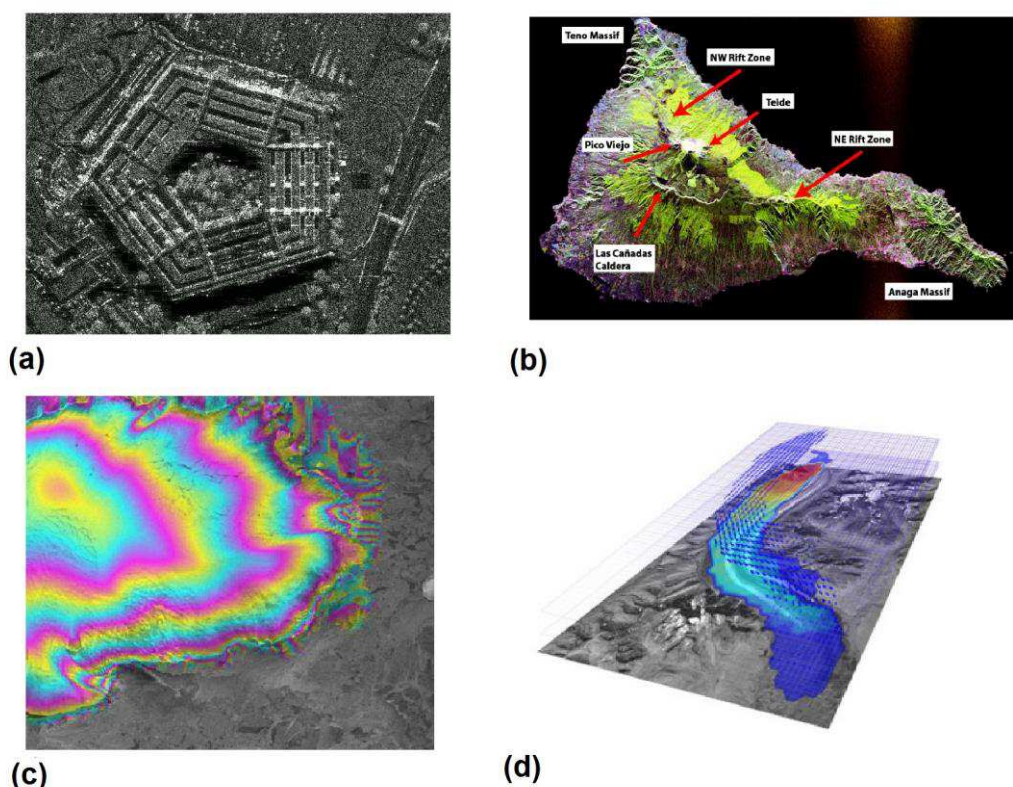 Teno Massif
NW Rift Zone
Teide
Pico Viejo
NE Rift Zone
Las Cañadas
Caldera
Anaga Massif
(a)
(b)
(c)
(d)